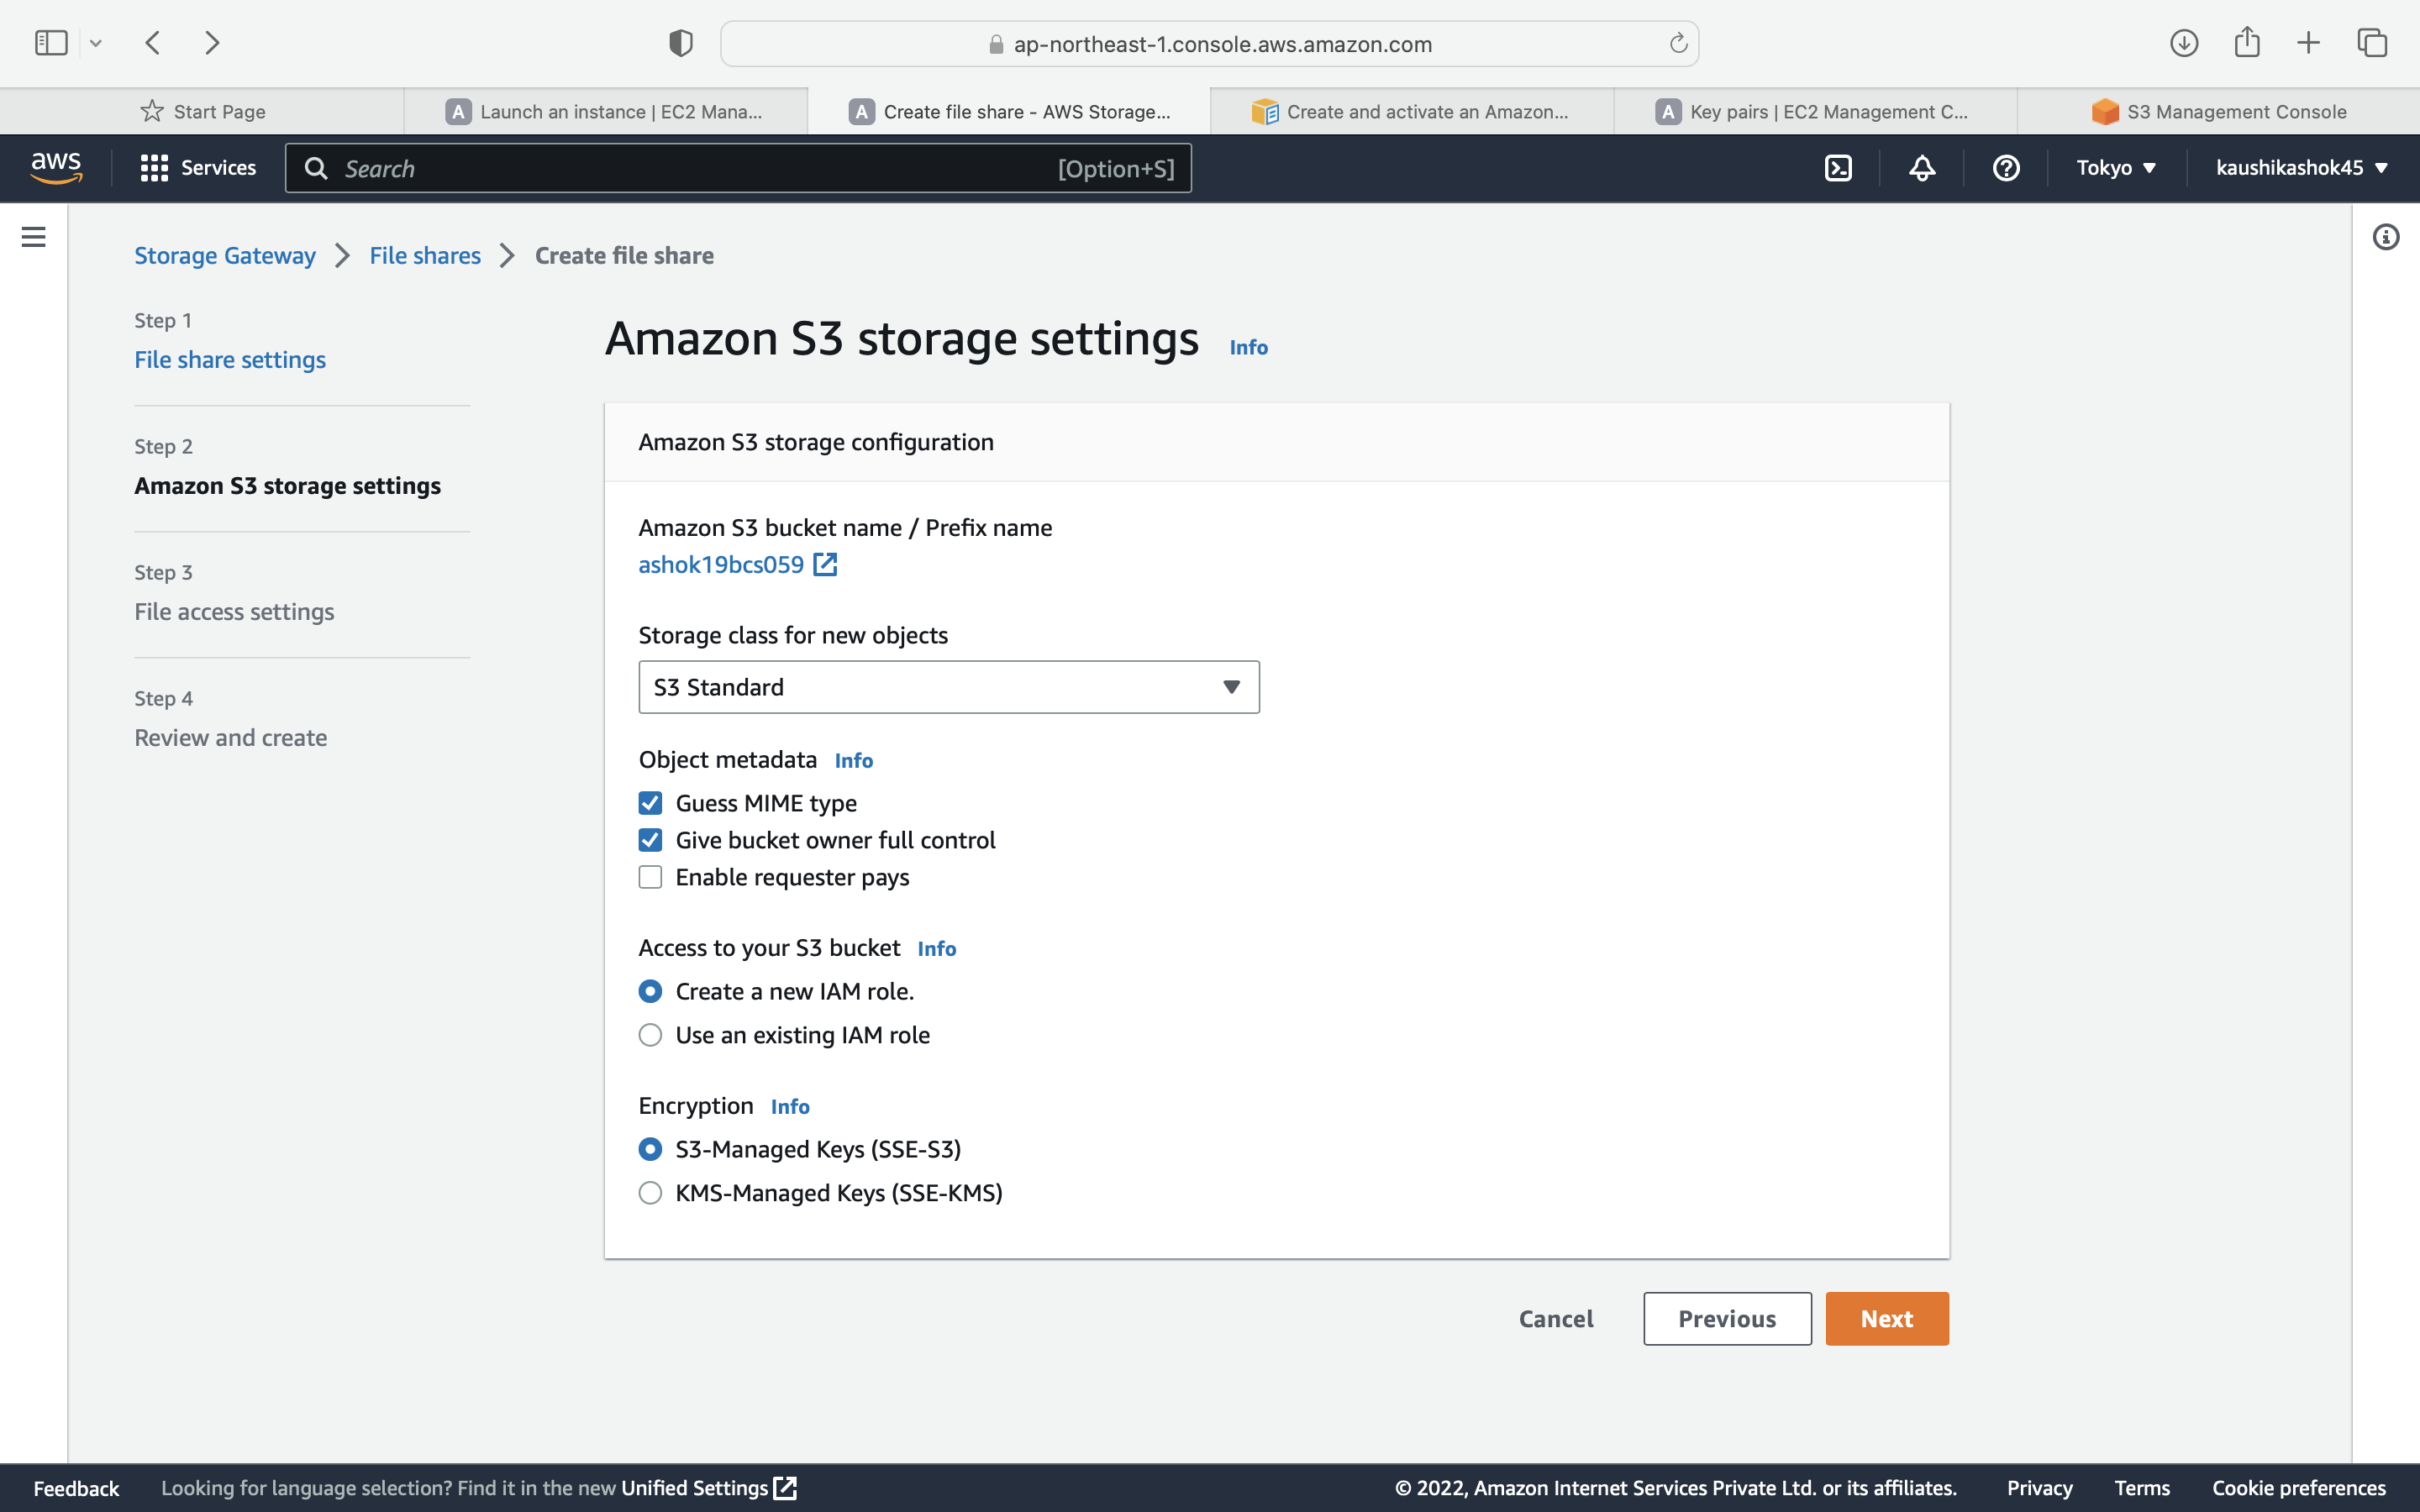 ap-northeast-1.console.aws.amazon.com
Start Page
A Launch an instance | EC2 Mana...
A Create file share - AWS Storage...
Create and activate an Amazon...
A Key pairs | EC2 Management C...
S3 Management Console
aws Services Search [Option+S] Tokyo kaushikashok45
Storage Gateway File shares Create file share
Step 1
File share settings
Step 2
Amazon S3 storage settings
Step 3
File access settings
Step 4
Review and create
Amazon S3 storage settings Info
Amazon S3 storage configuration
Amazon S3 bucket name / Prefix name
ashok19bcs059
Storage class for new objects
S3 Standard
Object metadata Info
Guess MIME type
Give bucket owner full control
Enable requester pays
Access to your S3 bucket Info
Create a new IAM role.
Use an existing IAM role
Encryption Info
S3-Managed Keys (SSE-S3)
KMS-Managed Keys (SSE-KMS)
Cancel Previous Next
Feedback Looking for language selection? Find it in the new Unified Settings © 2022, Amazon Internet Services Private Ltd. or its affiliates. Privacy Terms Cookie preferences